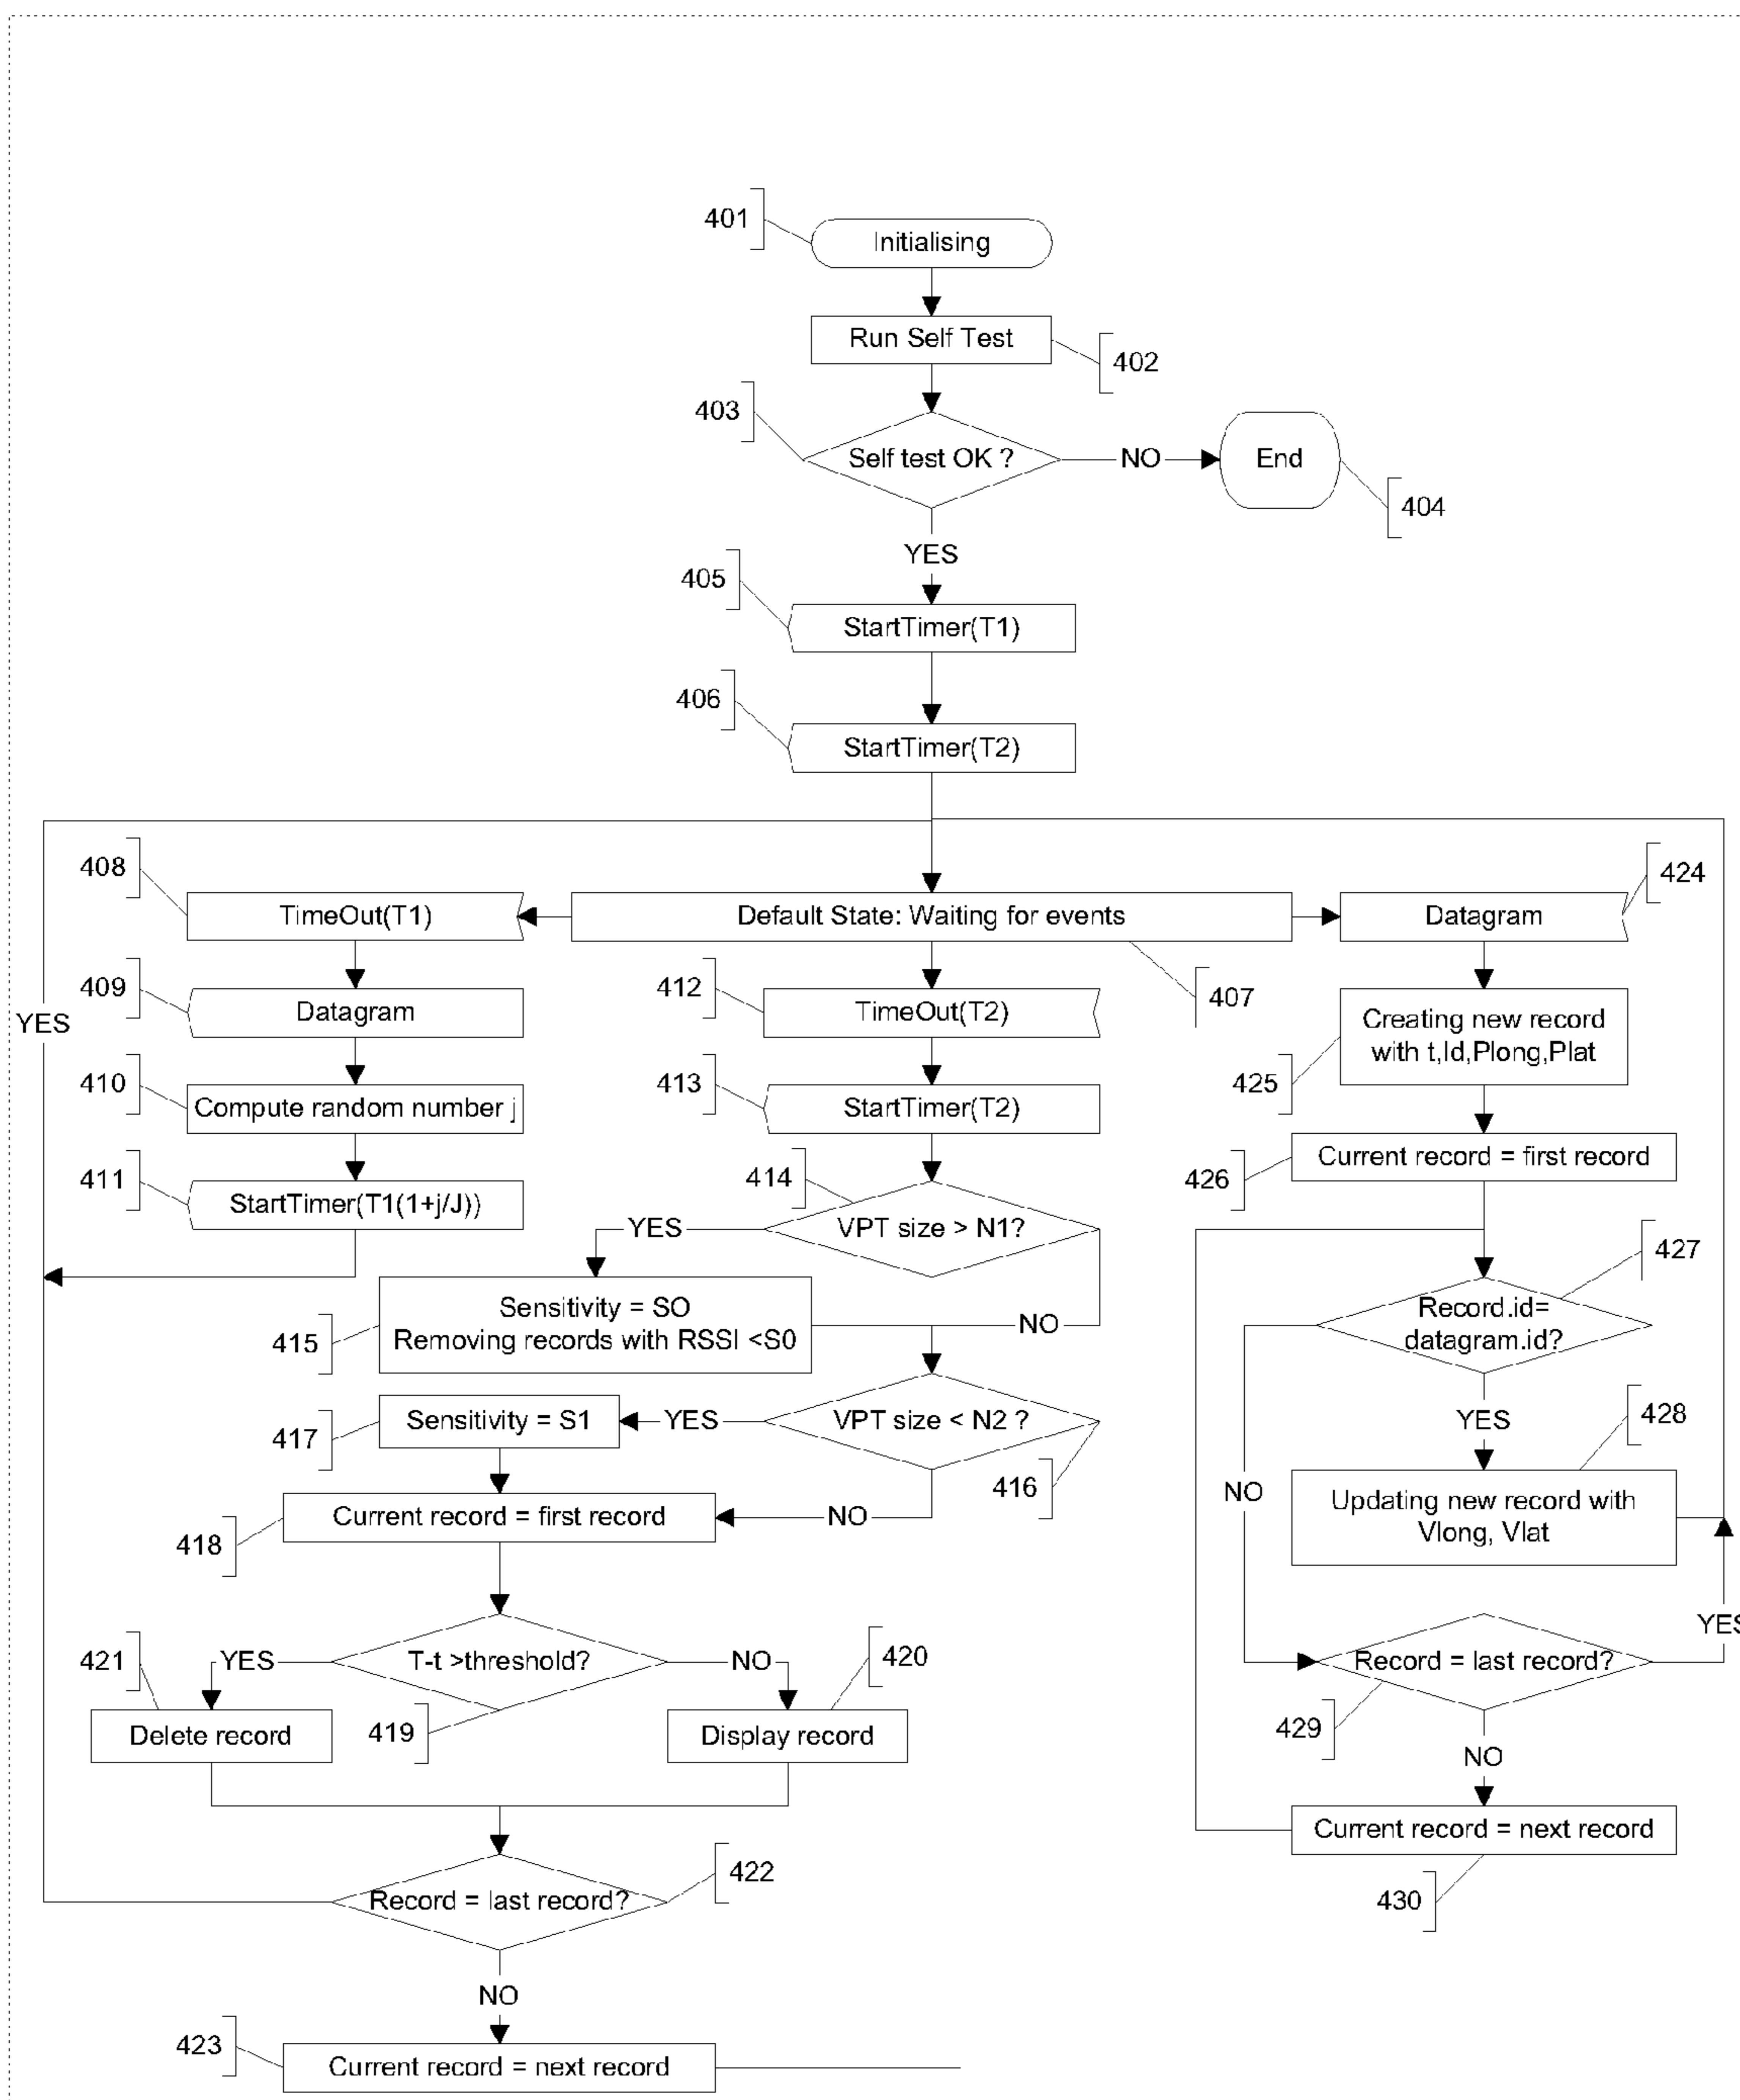 401
Initialising
Run Self Test
402
403
Self test OK ?
NO
End
404
YES
405
StartTimer(T1)
406
StartTimer(T2)
408
424
TimeOut(T1)
Default State: Waiting for events
Datagram
409
Datagram
412
TimeOut(T2)
407
YES
Creating new record
with t,Id,Plong,Plat
425
410
Compute random number j
413
StartTimer(T2)
411
StartTimer(T1(1+j/J))
414
VPT size > N1?
YES
Current record = first record
426
427
Sensitivity = SO
Removing records with RSSI <S0
415
NO
Record.id=
datagram.id?
417
Sensitivity = S1
YES
VPT size < N2 ?
416
YES
428
418
Current record = first record
NO
NO
Updating new record with
Vlong, Vlat
421
YES
T-t >threshold?
NO
420
Record = last record?
YES
Delete record
419
Display record
429
NO
Current record = next record
430
Record = last record?
422
NO
423
Current record = next record